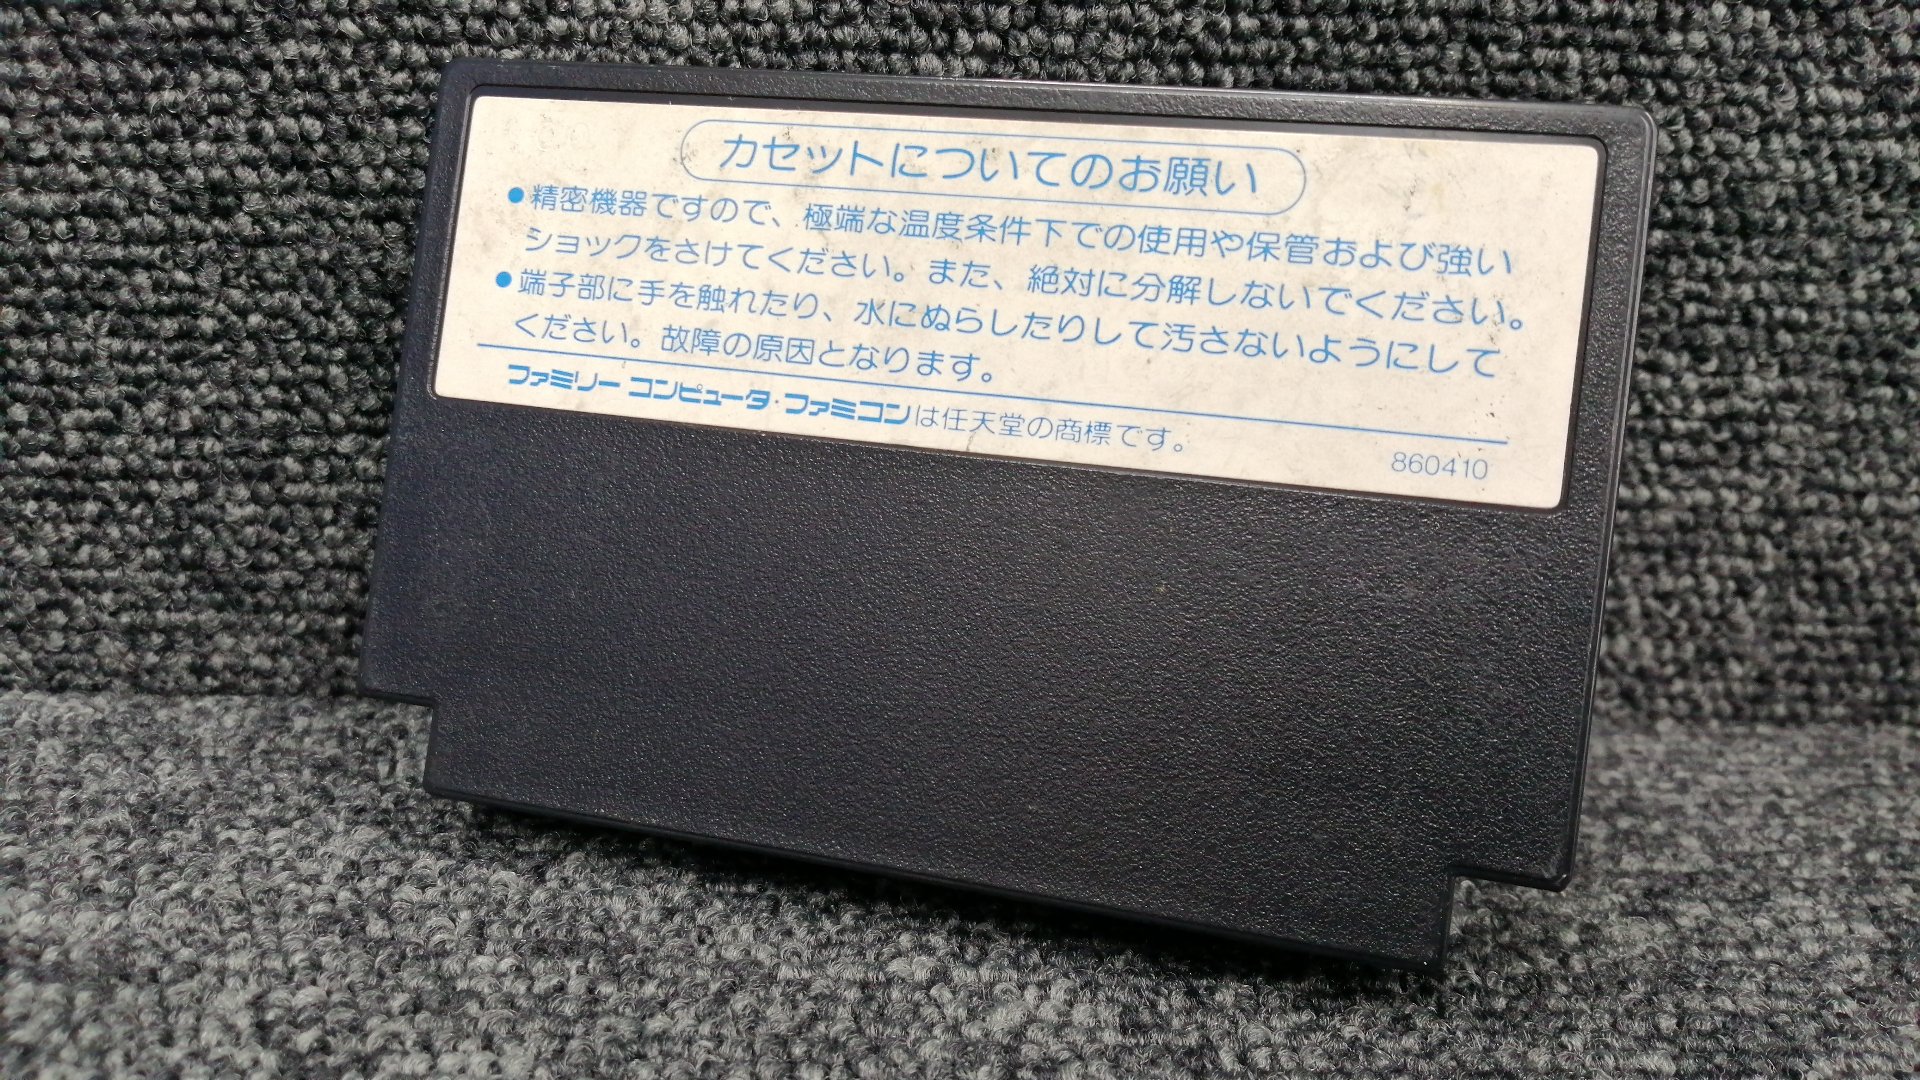 カセットについてのお願い
●精密機器ですので、極端な温度条件下での使用や保管および強い
ショックをさけてください。また、絶対に分解しないでください。
●端子部に手を触れたり、水にぬらしたりして汚さないようにして
ください。故障の原因となります。
ファミリー コンピュータ・ファミコンは任天堂の商標です。
860410